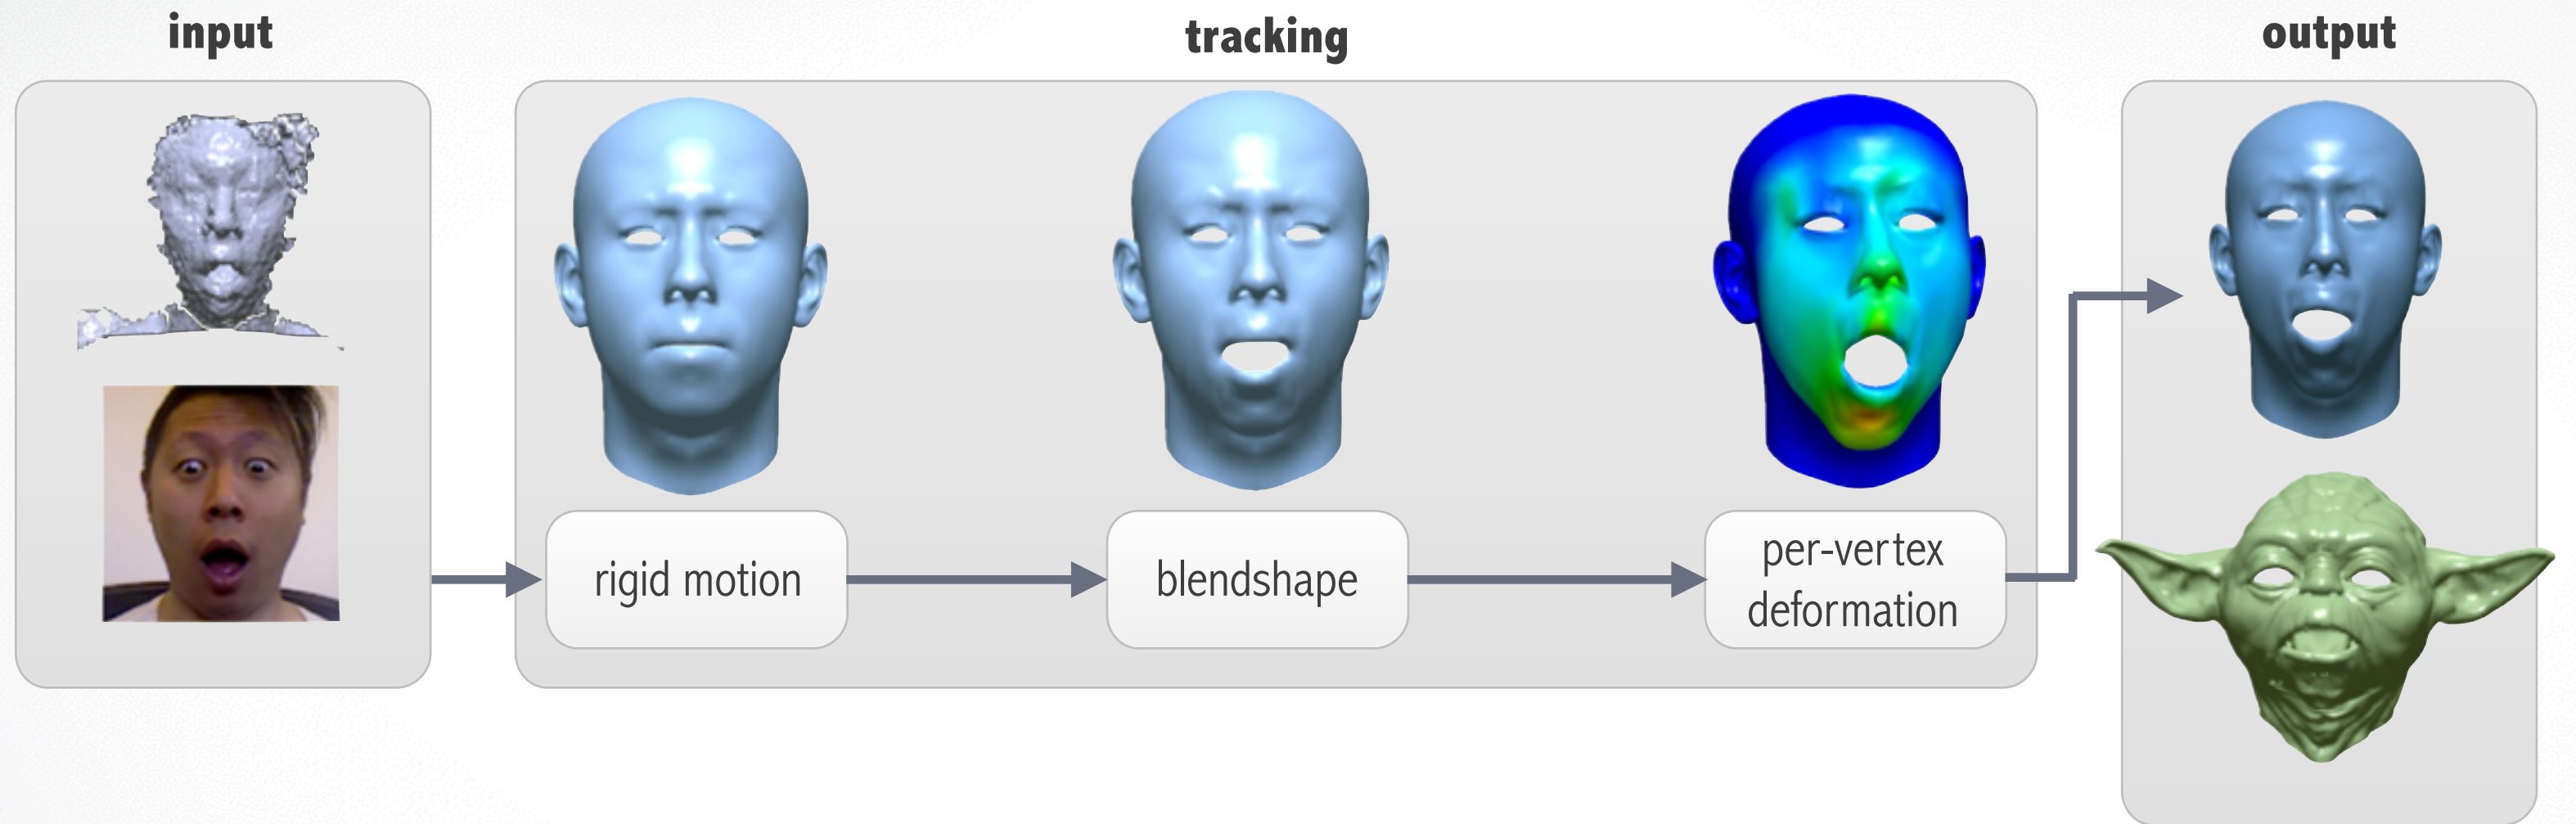 input
tracking
output
rigid motion
blendshape
per-vertex
deformation